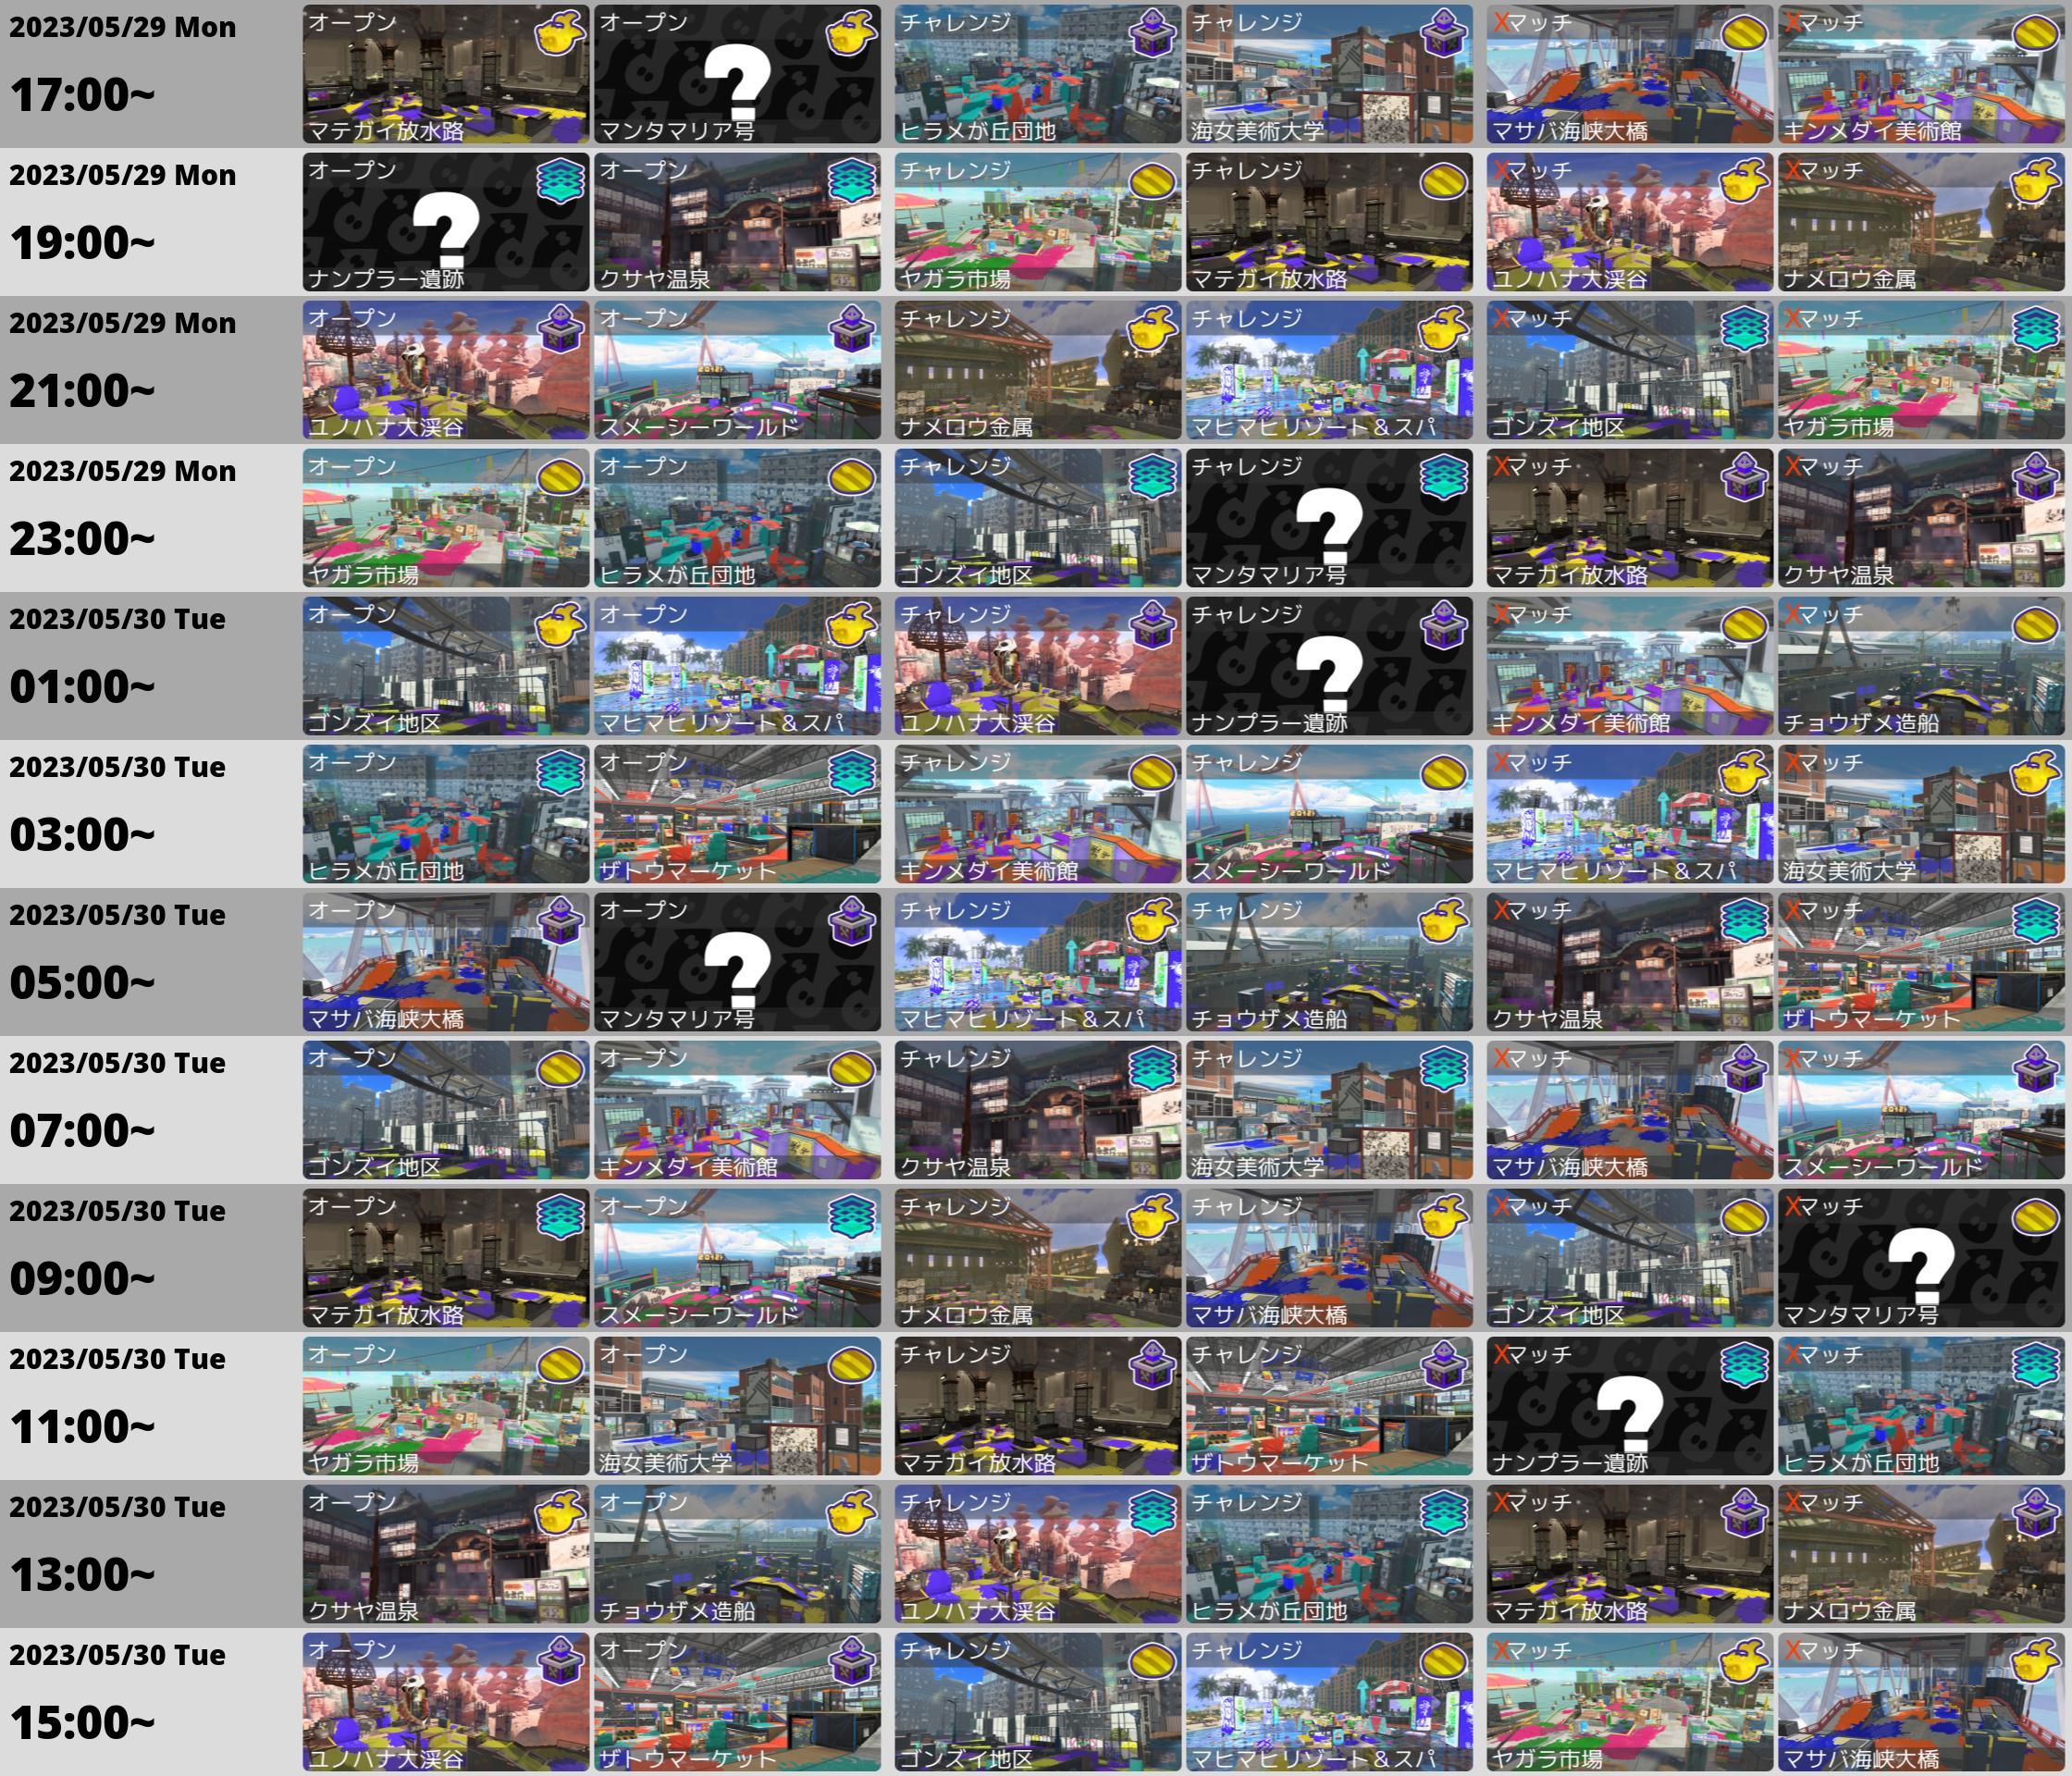 2023/05/29 Mon
17:00~
オープン
マテガイ放水路
オープン
マンタマリア号
チャレンジ
ヒラメが丘団地
チャレンジ
海女美術大学
Xマッチ
マサバ海峡大橋
Xマッチ
キンメダイ美術館
2023/05/29 Mon
19:00~
オープン
ナンプラー遺跡
オープン
クサヤ温泉
チャレンジ
ヤガラ市場
チャレンジ
マテガイ放水路
Xマッチ
ユノハナ大渓谷
Xマッチ
ナメロウ金属
2023/05/29 Mon
21:00~
オープン
ユノハナ大渓谷
オープン
スメーシーワールド
チャレンジ
ナメロウ金属
チャレンジ
マヒマヒリゾート＆スパ
Xマッチ
ゴンズイ地区
Xマッチ
ヤガラ市場
2023/05/29 Mon
23:00~
オープン
ヤガラ市場
オープン
ヒラメが丘団地
チャレンジ
ゴンズイ地区
チャレンジ
マンタマリア号
Xマッチ
マテガイ放水路
Xマッチ
クサヤ温泉
2023/05/30 Tue
01:00~
オープン
ゴンズイ地区
オープン
マヒマヒリゾート＆スパ
チャレンジ
ユノハナ大渓谷
チャレンジ
ナンプラー遺跡
Xマッチ
キンメダイ美術館
Xマッチ
チョウザメ造船
2023/05/30 Tue
03:00~
オープン
ヒラメが丘団地
オープン
ザトウマーケット
チャレンジ
キンメダイ美術館
チャレンジ
スメーシーワールド
Xマッチ
マヒマヒリゾート＆スパ
Xマッチ
海女美術大学
2023/05/30 Tue
05:00~
オープン
マサバ海峡大橋
オープン
マンタマリア号
チャレンジ
マヒマヒリゾート＆スパ
チャレンジ
チョウザメ造船
Xマッチ
クサヤ温泉
Xマッチ
ザトウマーケット
2023/05/30 Tue
07:00~
オープン
ゴンズイ地区
オープン
キンメダイ美術館
チャレンジ
クサヤ温泉
チャレンジ
海女美術大学
Xマッチ
マサバ海峡大橋
Xマッチ
スメーシーワールド
2023/05/30 Tue
09:00~
オープン
マテガイ放水路
オープン
スメーシーワールド
チャレンジ
ナメロウ金属
チャレンジ
マサバ海峡大橋
Xマッチ
ゴンズイ地区
Xマッチ
マンタマリア号
2023/05/30 Tue
11:00~
オープン
ヤガラ市場
オープン
海女美術大学
チャレンジ
マテガイ放水路
チャレンジ
ザトウマーケット
Xマッチ
ナンプラー遺跡
Xマッチ
ヒラメが丘団地
2023/05/30 Tue
13:00~
オープン
クサヤ温泉
オープン
チョウザメ造船
チャレンジ
ユノハナ大渓谷
チャレンジ
ヒラメが丘団地
Xマッチ
マテガイ放水路
Xマッチ
ナメロウ金属
2023/05/30 Tue
15:00~
オープン
ユノハナ大渓谷
オープン
ザトウマーケット
チャレンジ
ゴンズイ地区
チャレンジ
マヒマヒリゾート＆スパ
Xマッチ
ヤガラ市場
Xマッチ
マサバ海峡大橋